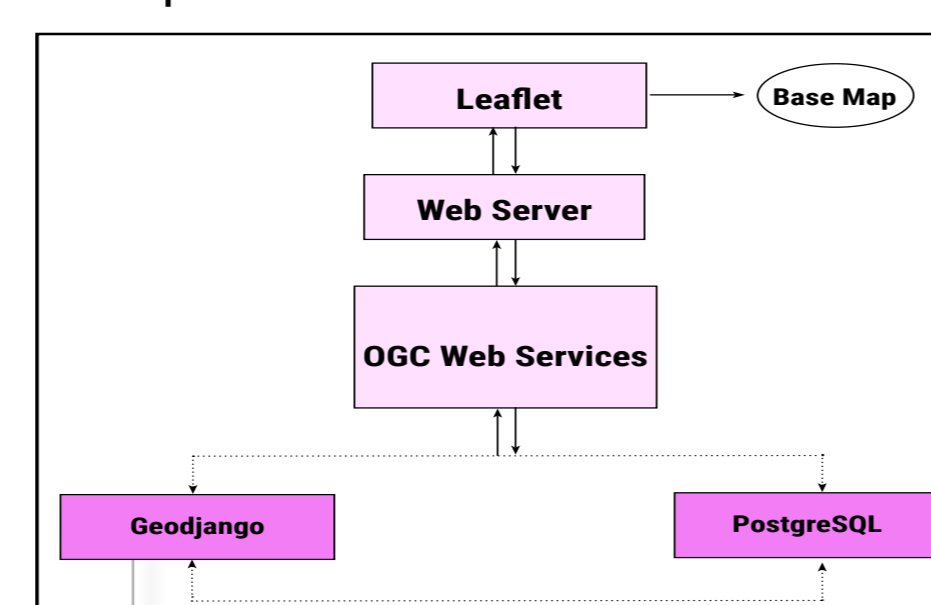 Leaflet
Base Map
Web Server
OGC Web Services
Geodjango
PostgreSQL